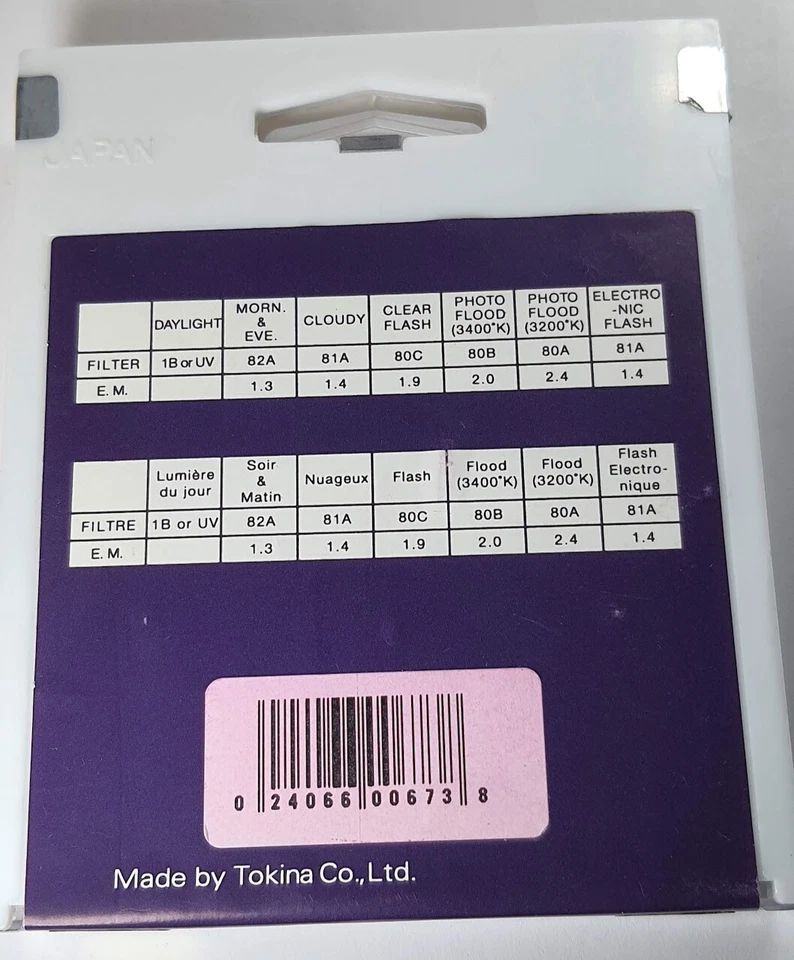 JAPAN
DAYLIGHT MORN. & EVE. CLOUDY CLEAR FLASH PHOTO FLOOD (3400°K) PHOTO FLOOD (3200°K) ELECTRO-NIC FLASH
FILTER 1B or UV 82A 81A 80C 80B 80A 81A
E. M. 1.3 1.4 1.9 2.0 2.4 1.4
Lumière du jour Soir & Matin Nuageux Flash Flood (3400°K) Flood (3200°K) Flash Electro-nique
FILTRE 1B or UV 82A 81A 80C 80B 80A 81A
E. M. 1.3 1.4 1.9 2.0 2.4 1.4
0 24066 00673 8
Made by Tokina Co., Ltd.